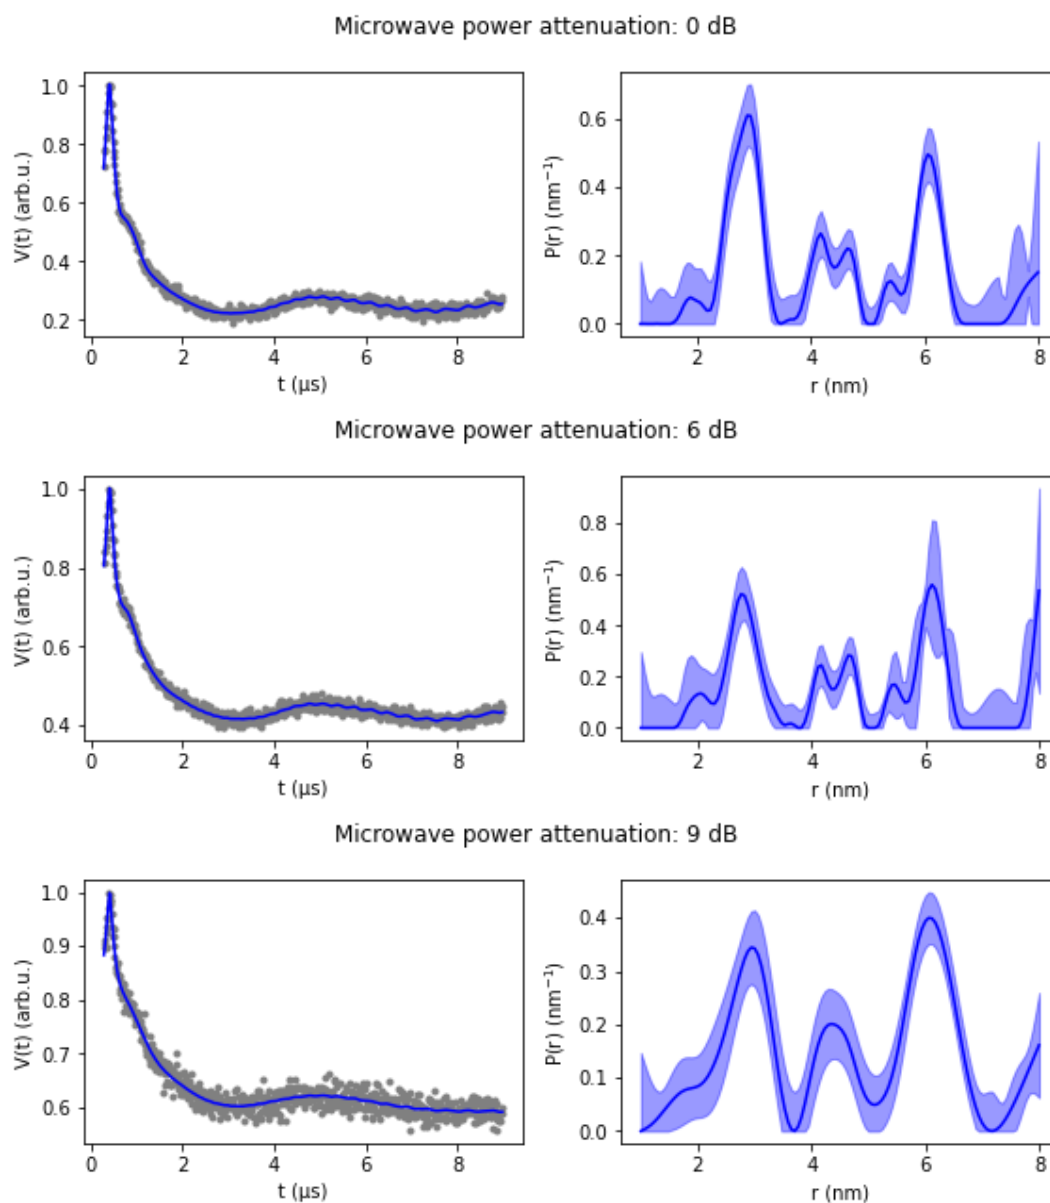 Microwave power attenuation: 0 dB
V(t) (arb.u.)
1.0
0.8
0.6
0.4
0.2
0 2 4 6 8
t (μs)
P(r) (nm⁻¹)
0.6
0.4
0.2
0.0
2 4 6 8
r (nm)
Microwave power attenuation: 6 dB
V(t) (arb.u.)
1.0
0.8
0.6
0.4
0 2 4 6 8
t (μs)
P(r) (nm⁻¹)
0.8
0.6
0.4
0.2
0.0
2 4 6 8
r (nm)
Microwave power attenuation: 9 dB
V(t) (arb.u.)
1.0
0.9
0.8
0.7
0.6
0 2 4 6 8
t (μs)
P(r) (nm⁻¹)
0.4
0.3
0.2
0.1
0.0
2 4 6 8
r (nm)